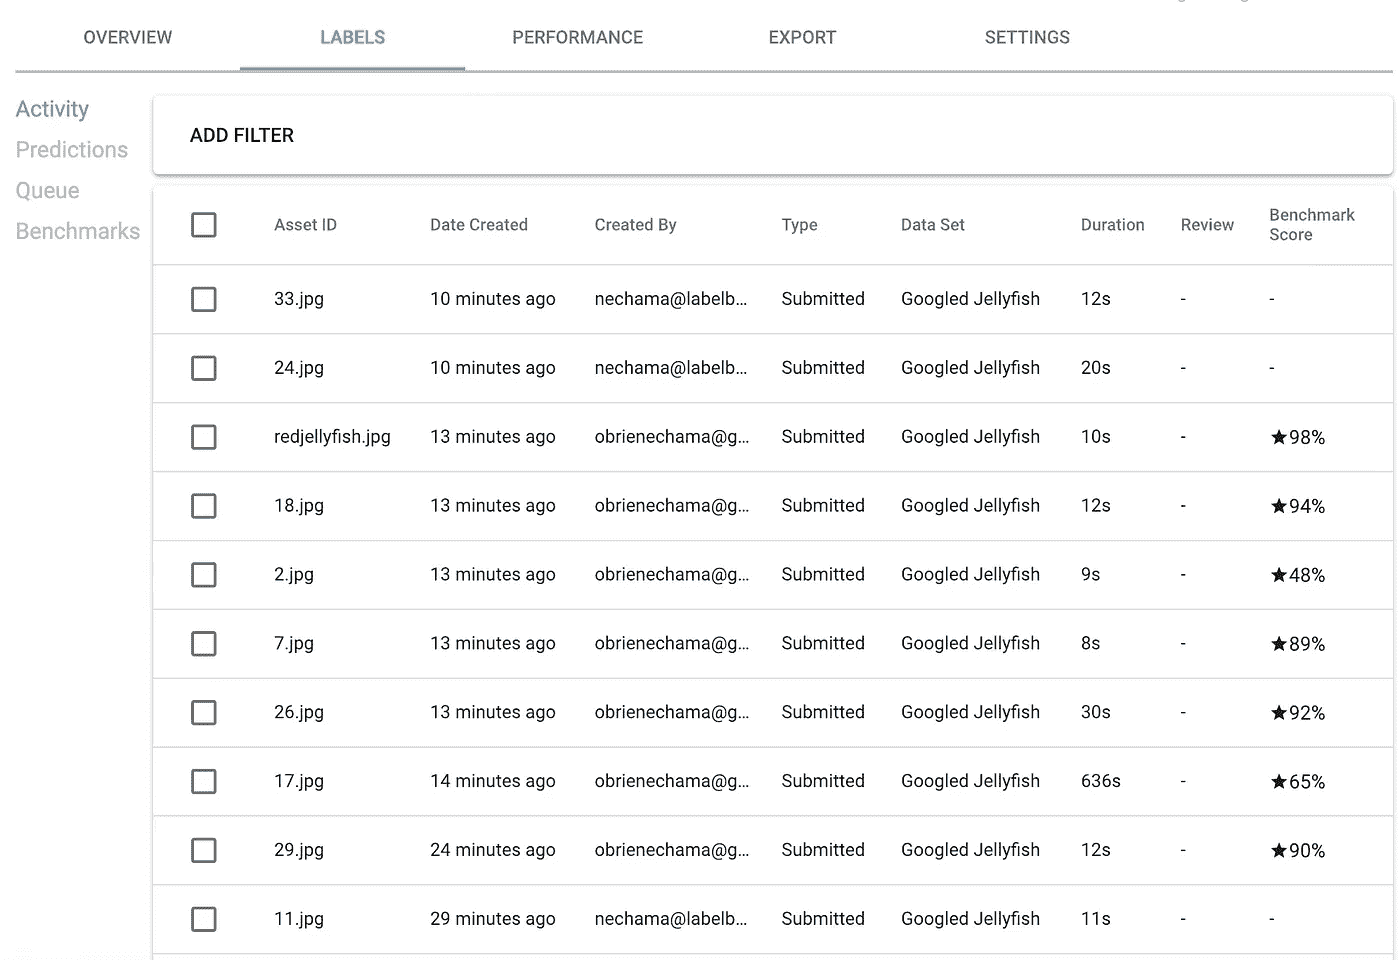 OVERVIEW LABELS PERFORMANCE EXPORT SETTINGS
Activity
Predictions
Queue
Benchmarks
ADD FILTER
Asset ID Date Created Created By Type Data Set Duration Review Benchmark Score
33.jpg 10 minutes ago nechama@labelb... Submitted Googled Jellyfish 12s - -
24.jpg 10 minutes ago nechama@labelb... Submitted Googled Jellyfish 20s - -
redjellyfish.jpg 13 minutes ago obrienechama@g... Submitted Googled Jellyfish 10s - ★98%
18.jpg 13 minutes ago obrienechama@g... Submitted Googled Jellyfish 12s - ★94%
2.jpg 13 minutes ago obrienechama@g... Submitted Googled Jellyfish 9s - ★48%
7.jpg 13 minutes ago obrienechama@g... Submitted Googled Jellyfish 8s - ★89%
26.jpg 13 minutes ago obrienechama@g... Submitted Googled Jellyfish 30s - ★92%
17.jpg 14 minutes ago obrienechama@g... Submitted Googled Jellyfish 636s - ★65%
29.jpg 24 minutes ago obrienechama@g... Submitted Googled Jellyfish 12s - ★90%
11.jpg 29 minutes ago nechama@labelb... Submitted Googled Jellyfish 11s - -